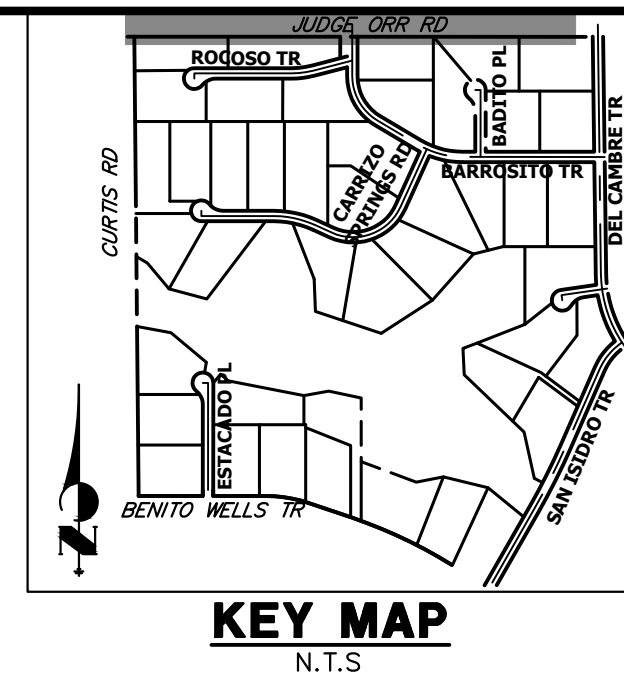 JUDGE ORR RD
ROCOSO TR
BADITO PL
CURTIS RD
CARRIZO
SPRINGS RD
BARROSITO TR
DEL CAMBRE TR
ESTACADO PL
SAN ISIDRO TR
BENITO WELLS TR
N
KEY MAP
N.T.S